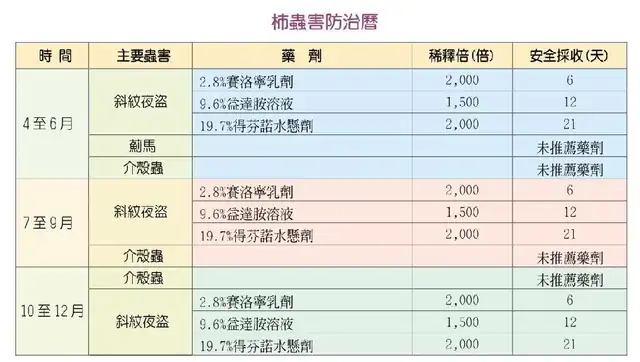 柿蟲害防治曆
時間 主要蟲害 藥劑 稀釋倍(倍) 安全採收(天)
4至6月 斜紋夜盜 2.8%賽洛寧乳劑 2,000 6
9.6%益達胺溶液 1,500 12
19.7%得芬諾水懸劑 2,000 21
薊馬 未推薦藥劑
介殼蟲 未推薦藥劑
7至9月 斜紋夜盜 2.8%賽洛寧乳劑 2,000 6
9.6%益達胺溶液 1,500 12
19.7%得芬諾水懸劑 2,000 21
介殼蟲 未推薦藥劑
10至12月 介殼蟲 未推薦藥劑
斜紋夜盜 2.8%賽洛寧乳劑 2,000 6
9.6%益達胺溶液 1,500 12
19.7%得芬諾水懸劑 2,000 21